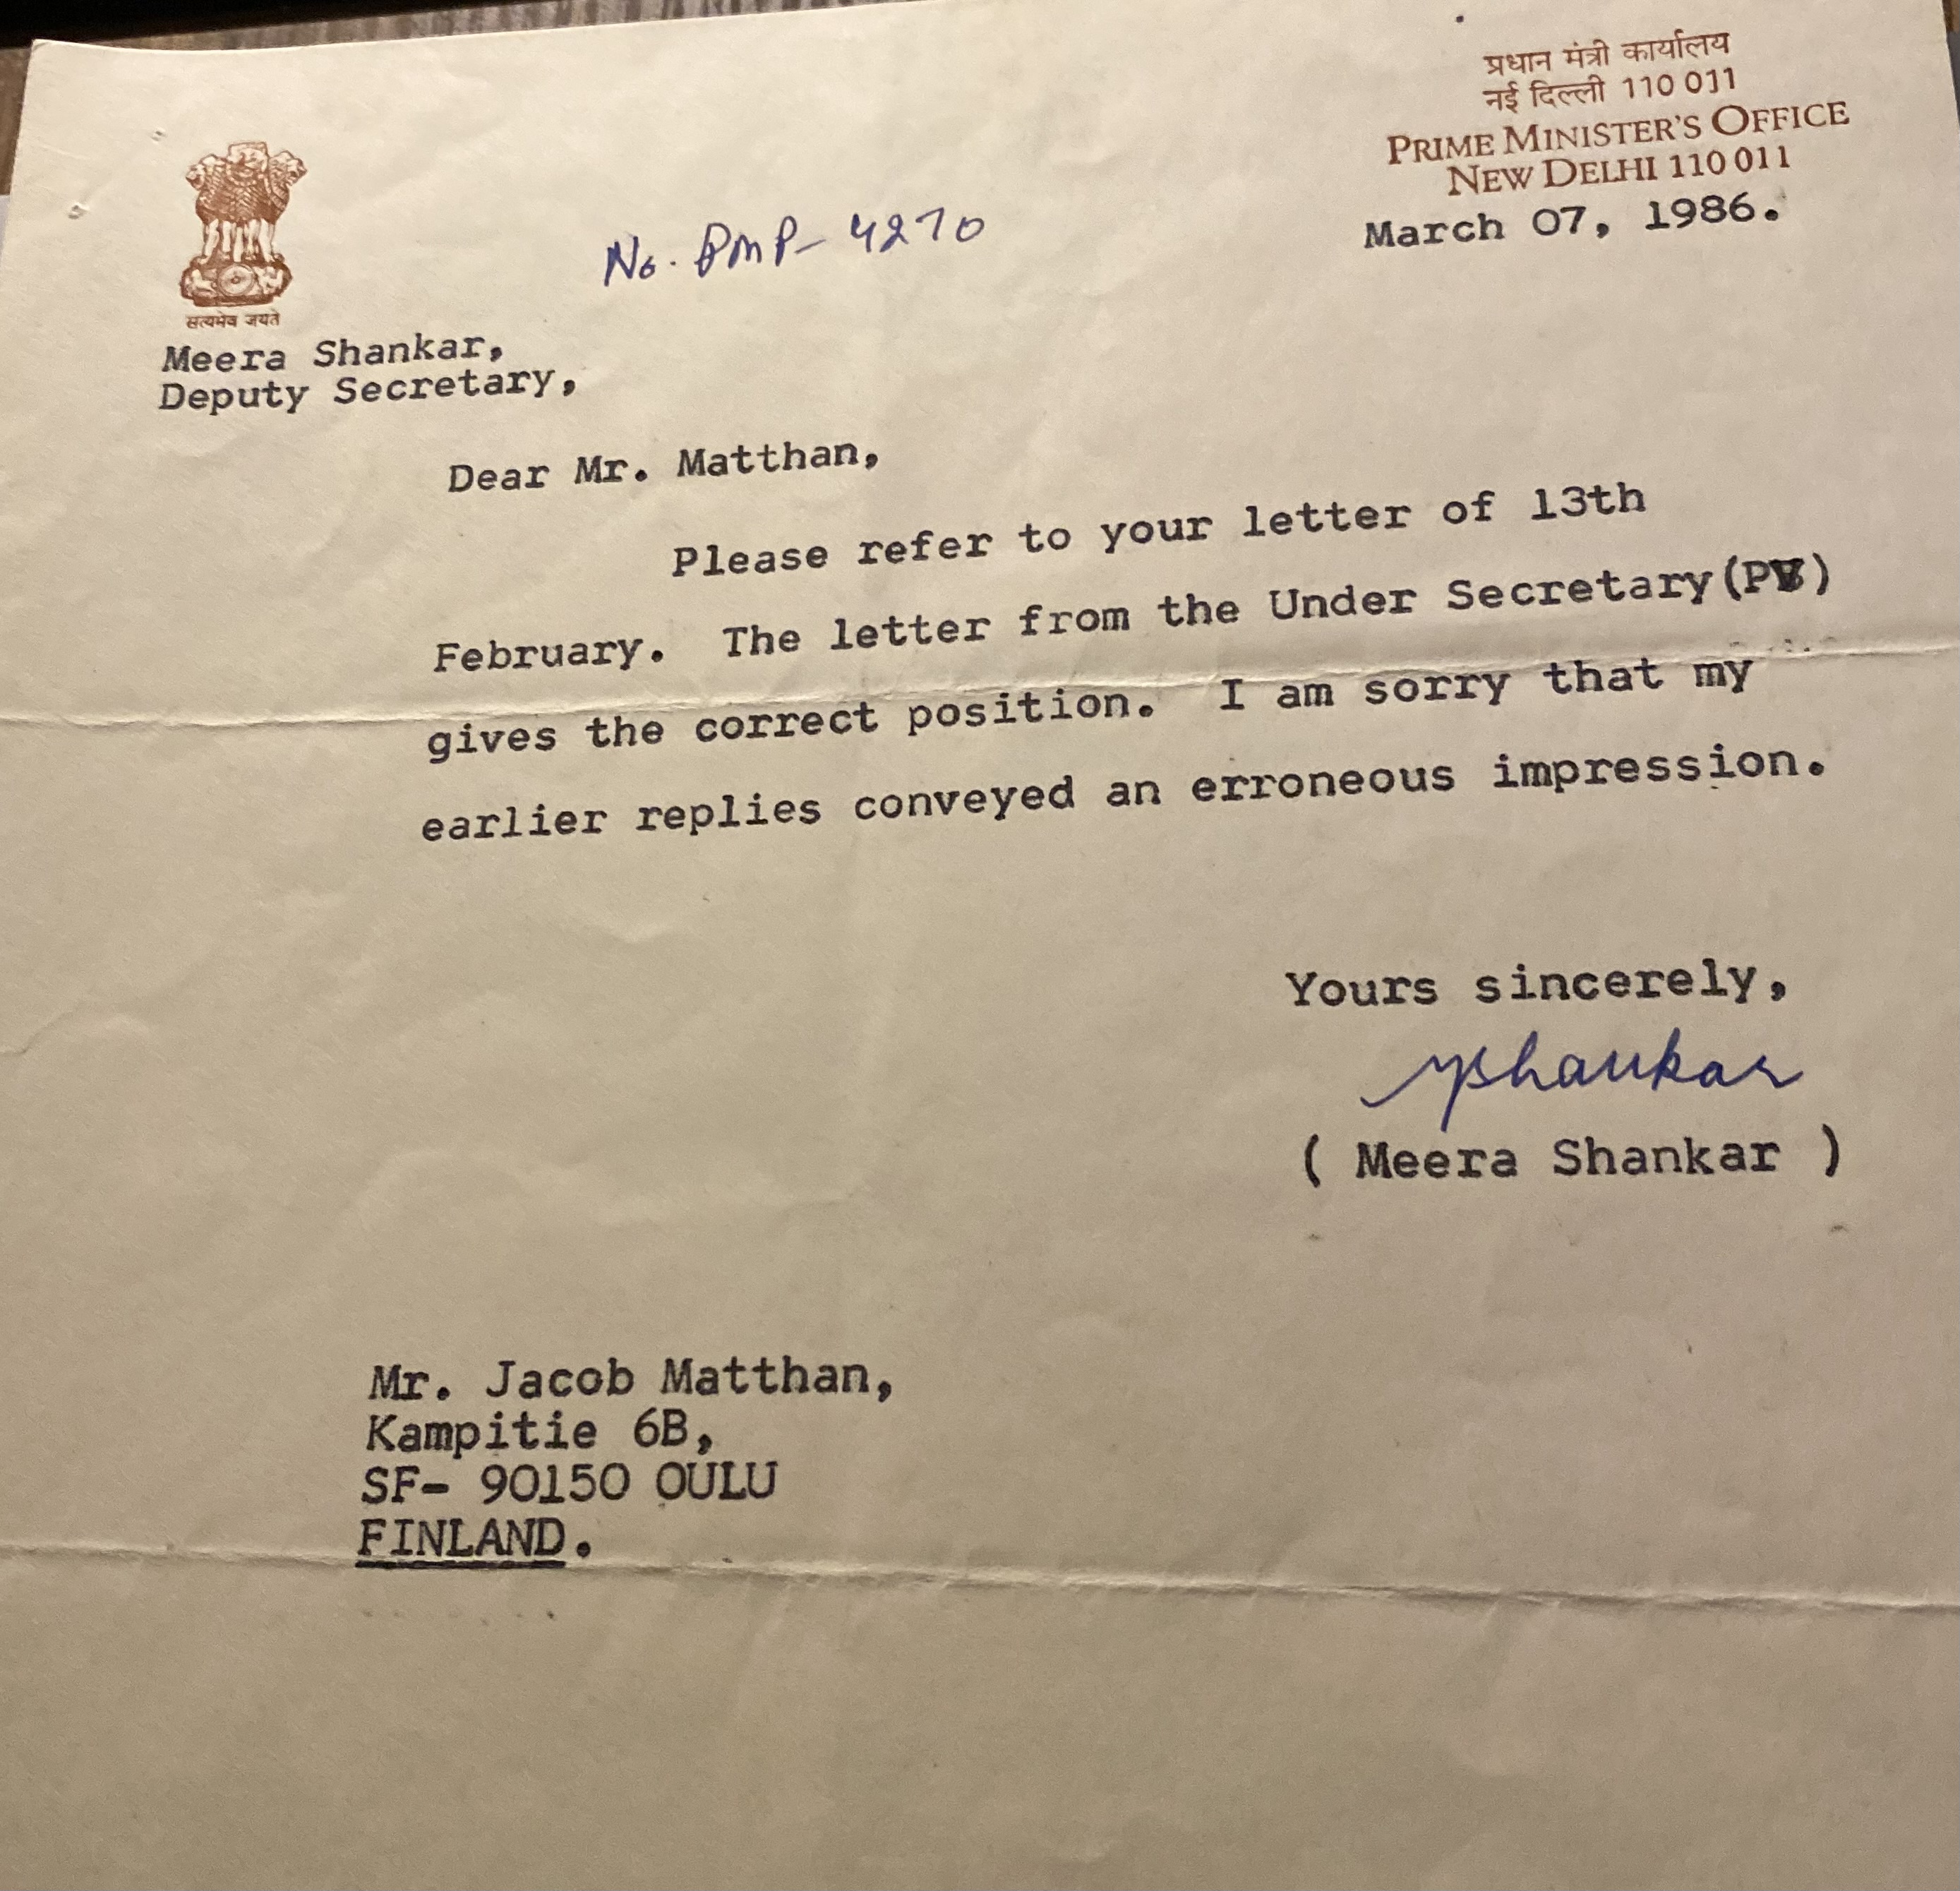 प्रधान मंत्री कार्यालय
नई दिल्ली 110 011
PRIME MINISTER'S OFFICE
NEW DELHI 110 011
March 07, 1986.
No. PMP- 4270
सत्यमेव जयते
Meera Shankar,
Deputy Secretary,
Dear Mr. Matthan,
Please refer to your letter of 13th
February. The letter from the Under Secretary(PV)
gives the correct position. I am sorry that my
earlier replies conveyed an erroneous impression.
Yours sincerely,
MShankar
( Meera Shankar )
Mr. Jacob Matthan,
Kampitie 6B,
SF- 90150 OULU
FINLAND.